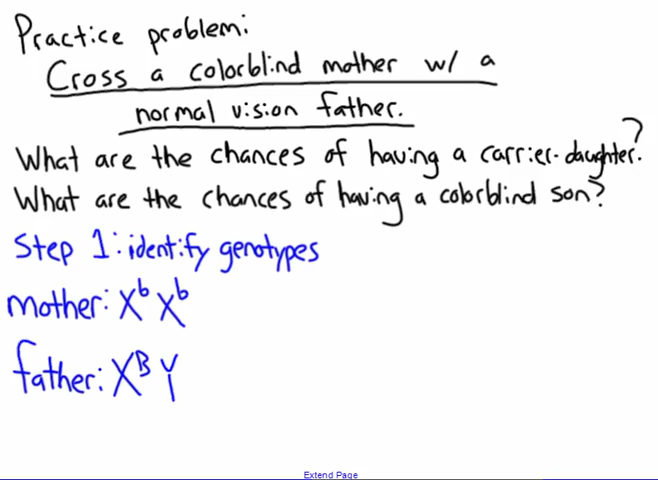 Practice problem:
Cross a colorblind mother w/ a
normal vision father.
What are the chances of having a carrier-daughter?
What are the chances of having a colorblind son?
Step 1: identify genotypes
mother: X^b X^b
father: X^B Y
Extend Page